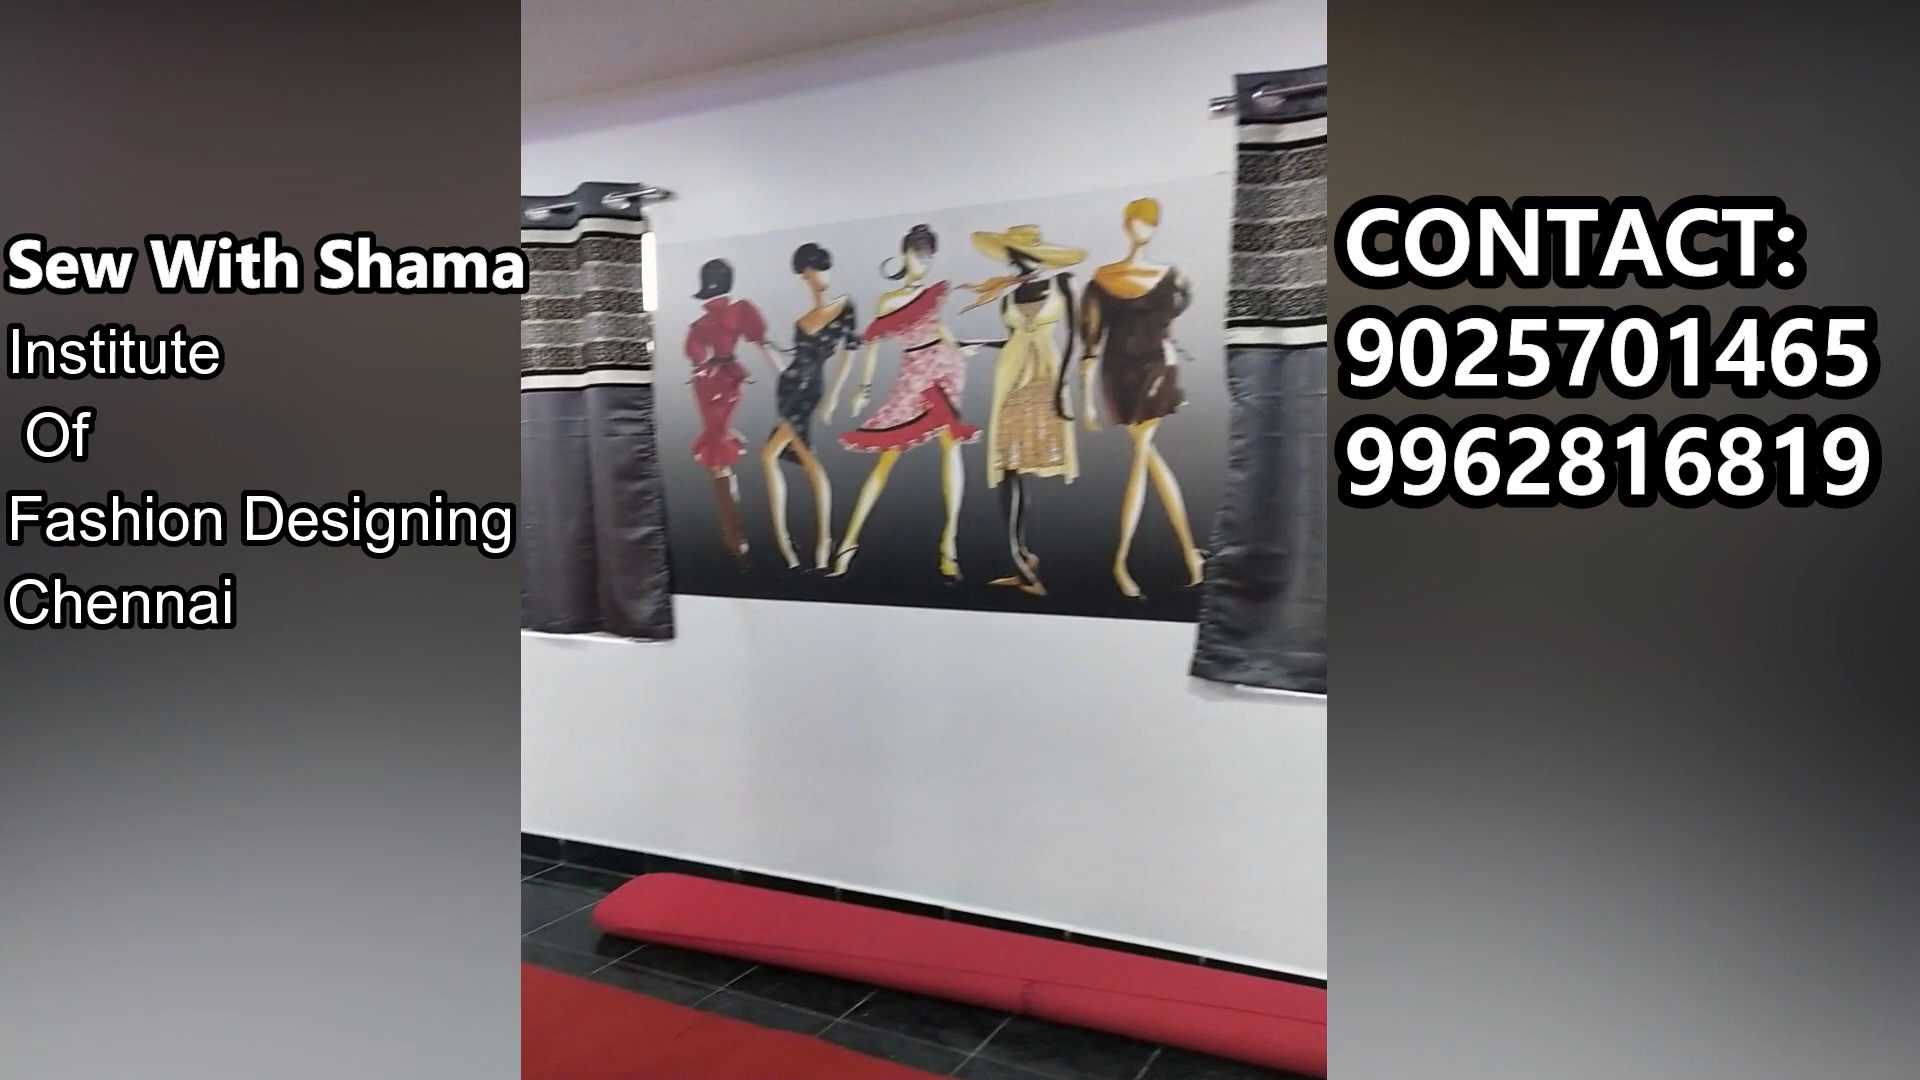 Sew With Shama
Institute
Of
Fashion Designing
Chennai
CONTACT:
9025701465
9962816819